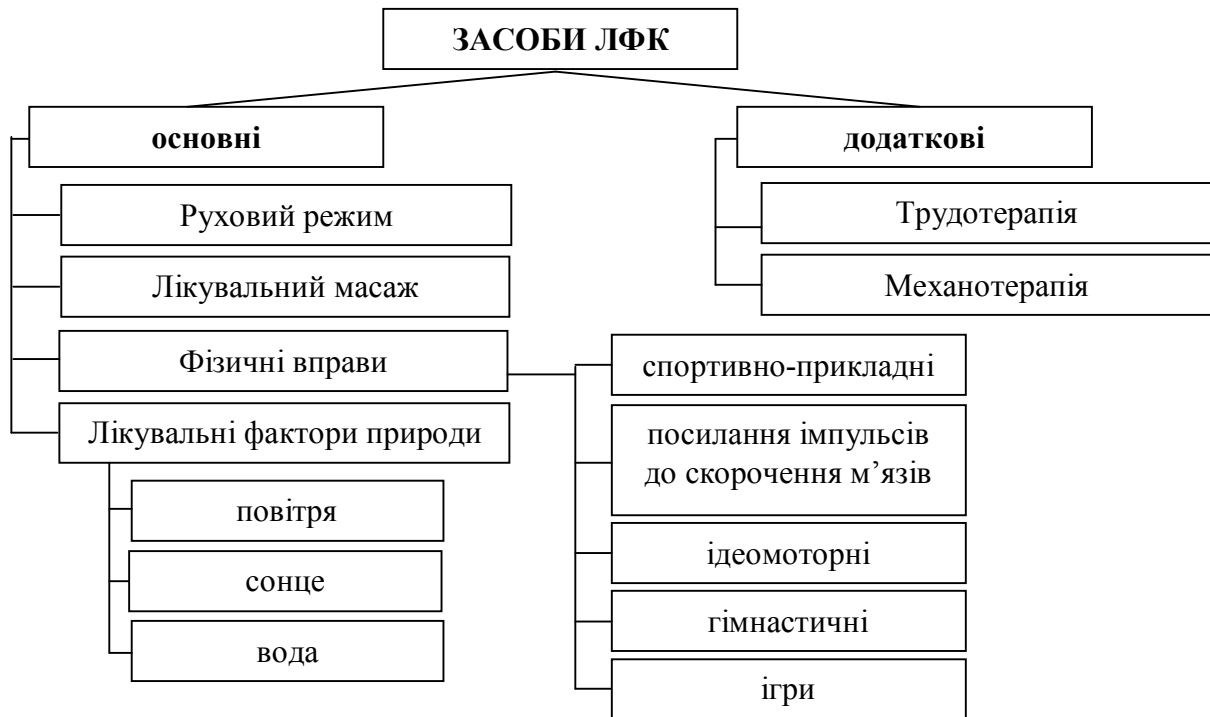 ЗАСОБИ ЛФК
основні
Руховий режим
Лікувальний масаж
Фізичні вправи
Лікувальні фактори природи
повітря
сонце
вода
спортивно-прикладні
посилання імпульсів
до скорочення м’язів
ідеомоторні
гімнастичні
ігри
додаткові
Трудотерапія
Механотерапія